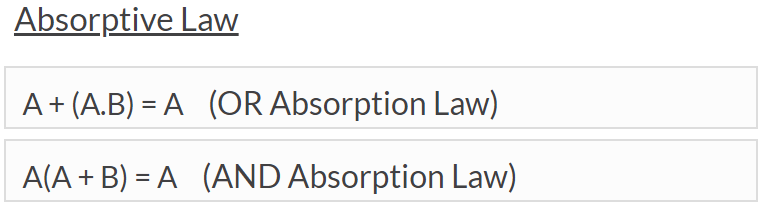 Absorptive Law
A + (A.B) = A (OR Absorption Law)
A(A + B) = A (AND Absorption Law)